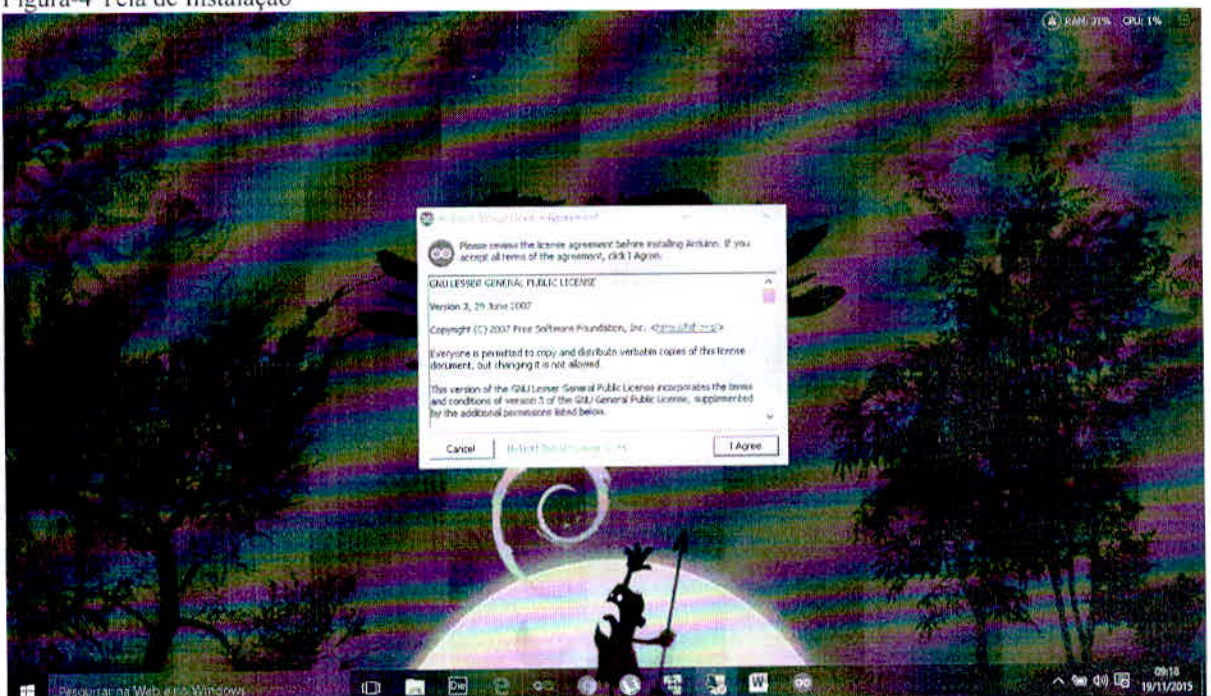 Figura-4 Tela de Instalação
RAM: 31% CPU: 1%
Agreement
Please review the license agreement before installing Arduino. If you
accept all terms of the agreement, click I Agree.
GNU LESSER GENERAL PUBLIC LICENSE
Version 3, 29 June 2007
Copyright (C) 2007 Free Software Foundation, Inc.
Everyone is permitted to copy and distribute verbatim copies of this license
document, but changing it is not allowed.
This version of the GNU Lesser General Public License incorporates the terms
and conditions of version 3 of the GNU General Public License, supplemented
by the additional permissions listed below.
Cancel
I Agree
Pesquisar na Web e no Windows
Dw
W
09:18
19/11/2015